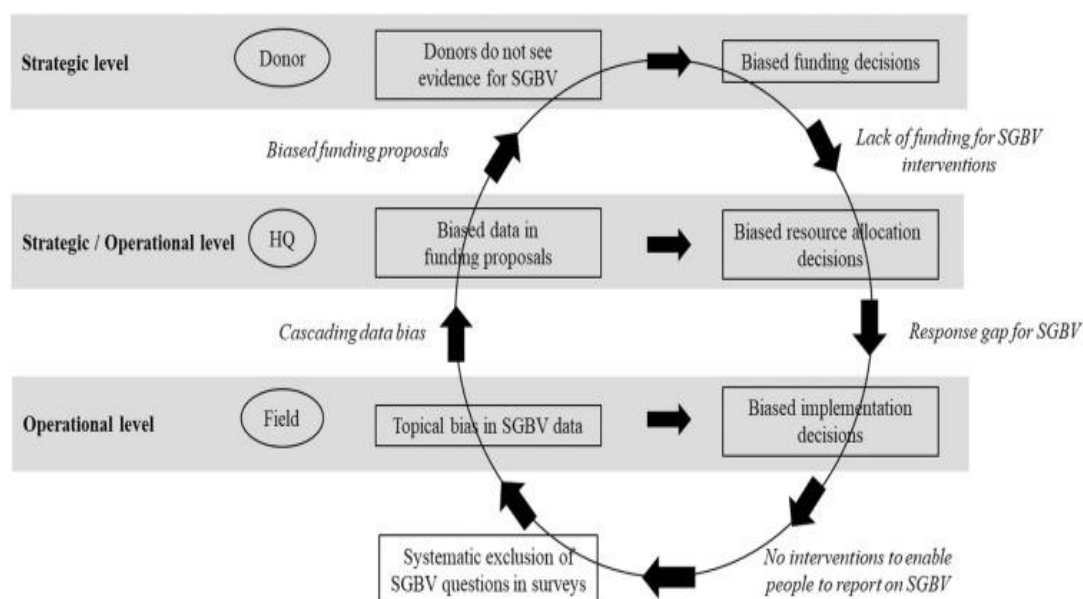 Strategic level
Donor
Donors do not see
evidence for SGBV
Biased funding decisions
Biased funding proposals
Lack of funding for SGBV
interventions
Strategic / Operational level
HQ
Biased data in
funding proposals
Biased resource allocation
decisions
Cascading data bias
Response gap for SGBV
Operational level
Field
Topical bias in SGBV data
Biased implementation
decisions
Systematic exclusion of
SGBV questions in surveys
No interventions to enable
people to report on SGBV